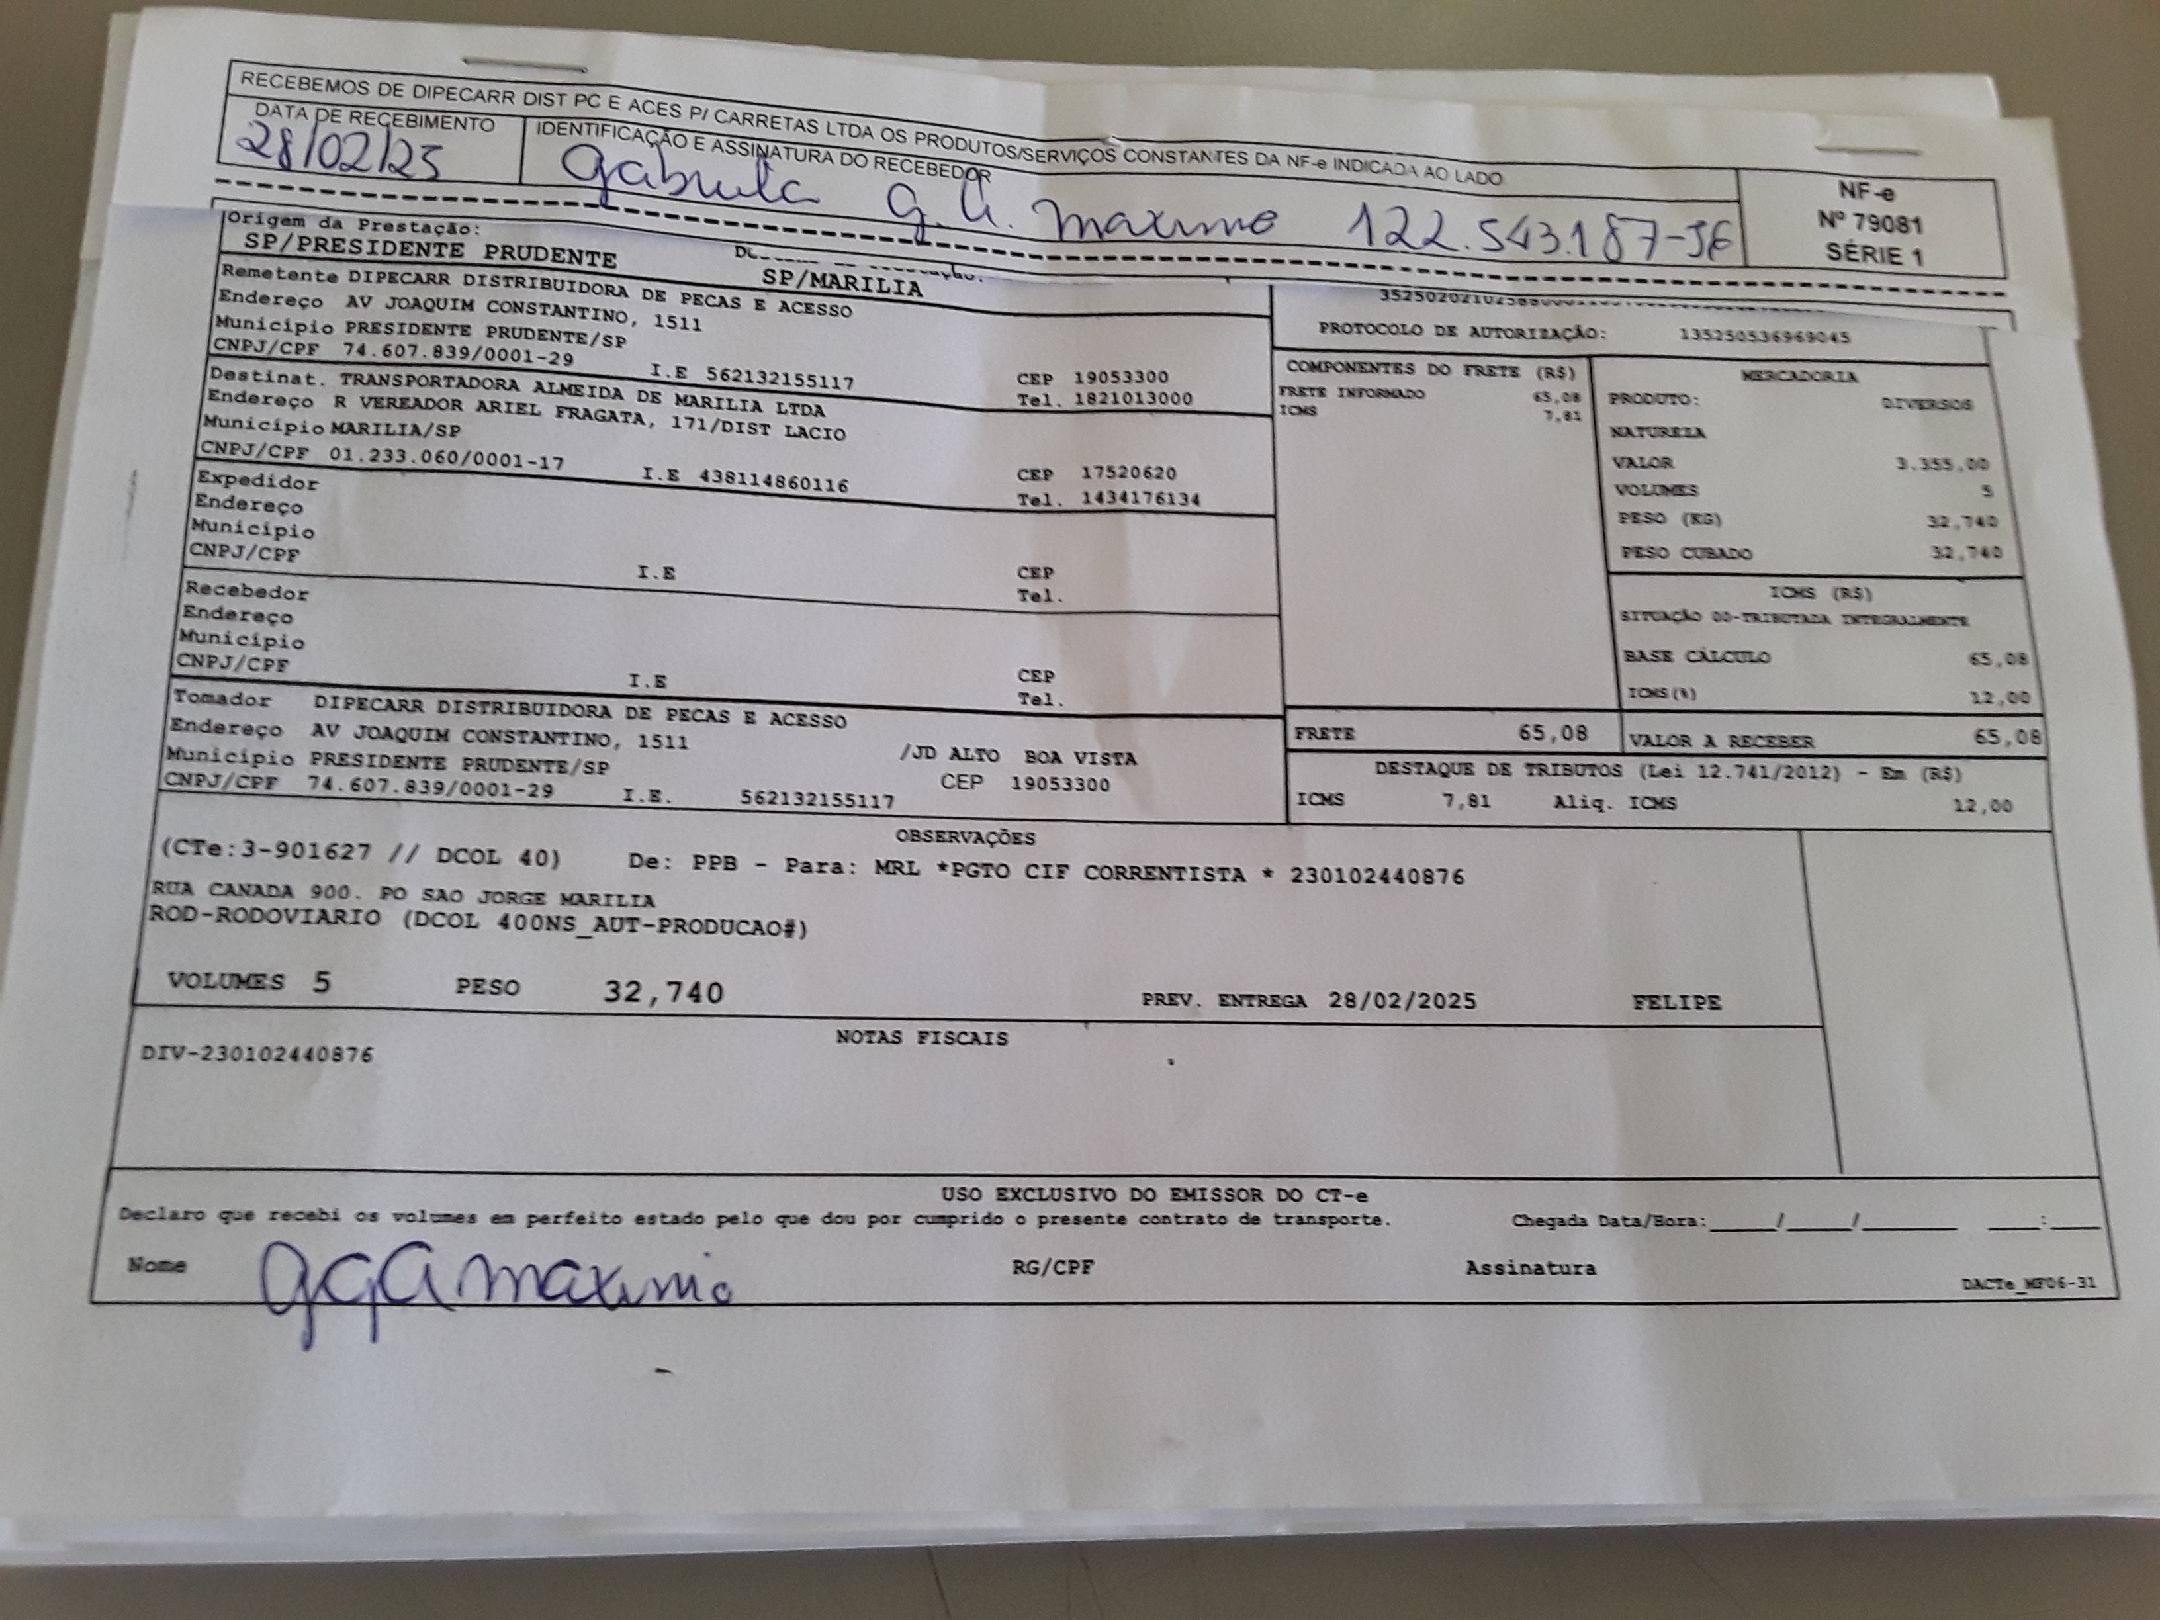 RECEBEMOS DE DIPECARR DIST PC E ACES P/ CARRETAS LTDA OS PRODUTOS/SERVIÇOS CONSTANTES DA NF-e INDICADA AO LADO
DATA DE RECEBIMENTO
28/02/25
IDENTIFICAÇÃO E ASSINATURA DO RECEBEDOR
G. A. Maximo 122.543.187-
NF-e
Nº 79081
SÉRIE 1
Origem da Prestação:
SP/PRESIDENTE PRUDENTE
SP/MARILIA
Remetente DIPECARR DISTRIBUIDORA DE PECAS E ACESSO
Endereço AV JOAQUIM CONSTANTINO, 1511
Município PRESIDENTE PRUDENTE/SP
CNPJ/CPF 74.607.839/0001-29 I.E 562132155117
CEP 19053300
Tel. 1821013000
Destinat. TRANSPORTADORA ALMEIDA DE MARILIA LTDA
Endereço R VEREADOR ARIEL FRAGATA, 171/DIST LACIO
Município MARILIA/SP
CNPJ/CPF 01.233.060/0001-17 I.E 438114860116
CEP 17520620
Tel. 1434176134
Expedidor
Endereço
Município
CNPJ/CPF
I.E
CEP
Tel.
Recebedor
Endereço
Município
CNPJ/CPF
I.E
CEP
Tel.
Tomador DIPECARR DISTRIBUIDORA DE PECAS E ACESSO
Endereço AV JOAQUIM CONSTANTINO, 1511 /JD ALTO BOA VISTA
Município PRESIDENTE PRUDENTE/SP CEP 19053300
CNPJ/CPF 74.607.839/0001-29 I.E. 562132155117
PROTOCOLO DE AUTORIZAÇÃO: 135250536969045
COMPONENTES DO FRETE (R$)
FRETE INFORMADO 65,08
ICMS 7,81
MERCADORIA
PRODUTO: DIVERSOS
NATUREZA
VALOR 3.355,00
VOLUMES 5
PESO (KG) 32,740
PESO CUBADO 32,740
ICMS (R$)
SITUAÇÃO 00-TRIBUTADA INTEGRALMENTE
BASE CÁLCULO 65,08
ICMS(%) 12,00
FRETE 65,08
VALOR A RECEBER 65,08
DESTAQUE DE TRIBUTOS (Lei 12.741/2012) - Em (R$)
ICMS 7,81 Aliq. ICMS 12,00
OBSERVAÇÕES
(CTe:3-901627 // DCOL 40) De: PPB - Para: MRL *PGTO CIF CORRENTISTA * 230102440876
RUA CANADA 900. PO SAO JORGE MARILIA
ROD-RODOVIARIO (DCOL 400NS_AUT-PRODUCAO#)
VOLUMES 5 PESO 32,740 PREV. ENTREGA 28/02/2025 FELIPE
NOTAS FISCAIS
DIV-230102440876
USO EXCLUSIVO DO EMISSOR DO CT-e
Declaro que recebi os volumes em perfeito estado pelo que dou por cumprido o presente contrato de transporte. Chegada Data/Hora:_____/_____/_______ ____:____
Nome GGAMaximo RG/CPF Assinatura
DACTe_MF06-31